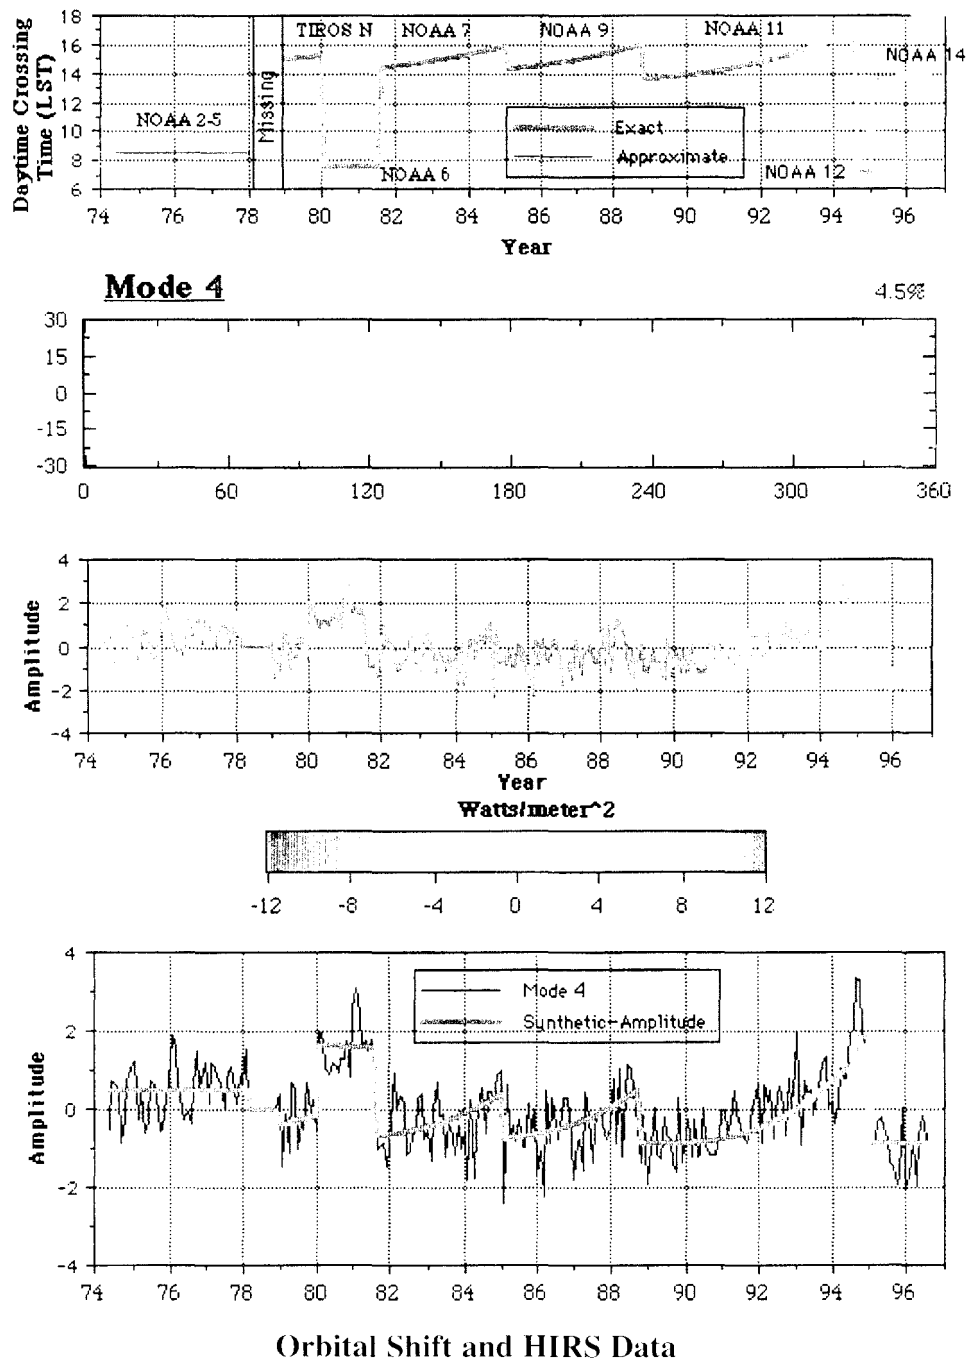 18
16
14
12
10
8
6
Daytime Crossing
Time (LST)
TIROS N
NOAA 7
NOAA 9
NOAA 11
NOAA 14
NOAA 2-5
Missing
Exact
Approximate
NOAA 6
NOAA 12
74 76 78 80 82 84 86 88 90 92 94 96
Year
Mode 4
4.5%
30
15
0
-15
-30
0 60 120 180 240 300 360
4
2
0
-2
-4
Amplitude
74 76 78 80 82 84 86 88 90 92 94 96
Year
Watts/meter^2
-12 -8 -4 0 4 8 12
4
2
0
-2
-4
Amplitude
Mode 4
Synthetic-Amplitude
74 76 78 80 82 84 86 88 90 92 94 96
Orbital Shift and HIRS Data